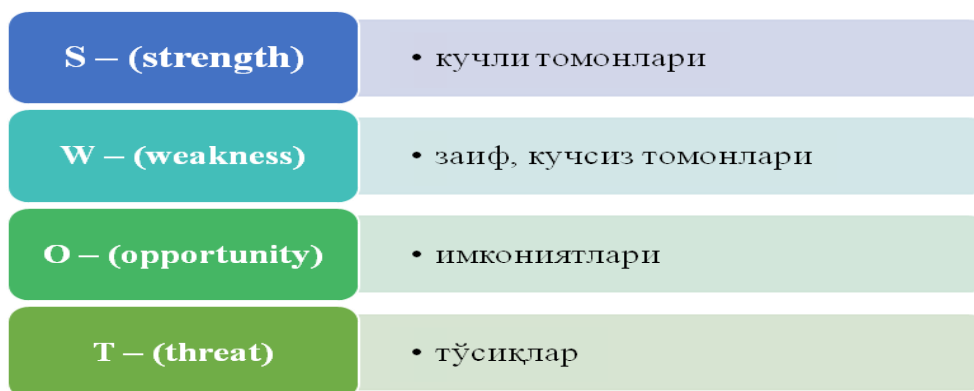 S – (strength)
• кучли томонлари
W – (weakness)
• заиф, кучсиз томонлари
O – (opportunity)
• имкониятлари
T – (threat)
• тўсиқлар